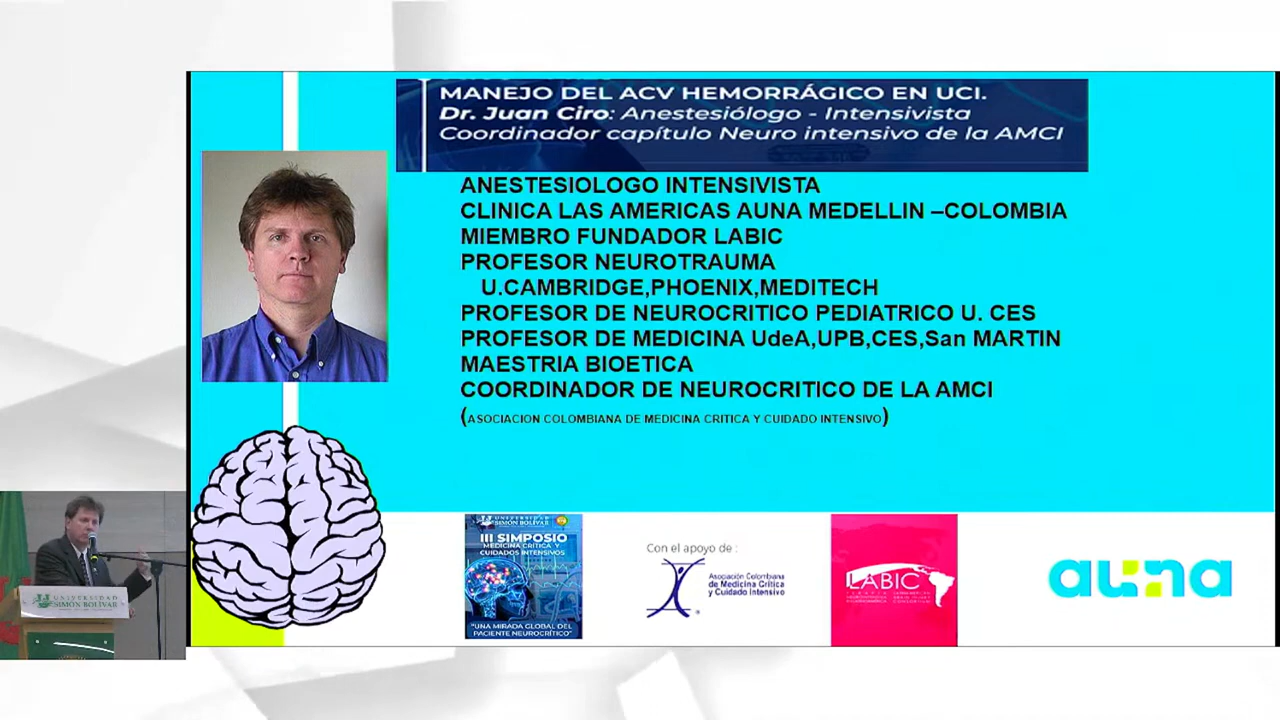 MANEJO DEL ACV HEMORRÁGICO EN UCI.
Dr. Juan Ciro: Anestesiólogo - Intensivista
Coordinador capítulo Neuro intensivo de la AMCI
ANESTESIOLOGO INTENSIVISTA
CLINICA LAS AMERICAS AUNA MEDELLIN –COLOMBIA
MIEMBRO FUNDADOR LABIC
PROFESOR NEUROTRAUMA
U.CAMBRIDGE,PHOENIX,MEDITECH
PROFESOR DE NEUROCRITICO PEDIATRICO U. CES
PROFESOR DE MEDICINA UdeA,UPB,CES,San MARTIN
MAESTRIA BIOETICA
COORDINADOR DE NEUROCRITICO DE LA AMCI
(ASOCIACION COLOMBIANA DE MEDICINA CRITICA Y CUIDADO INTENSIVO)
UNIVERSIDAD
SIMÓN BOLÍVAR
UNIVERSIDAD
SIMÓN BOLÍVAR
III SIMPOSIO
MEDICINA CRÍTICA Y
CUIDADOS INTENSIVOS
"UNA MIRADA GLOBAL DEL
PACIENTE NEUROCRÍTICO"
Con el apoyo de :
Asociación Colombiana
de Medicina Crítica
y Cuidado Intensivo
LABIC
auna